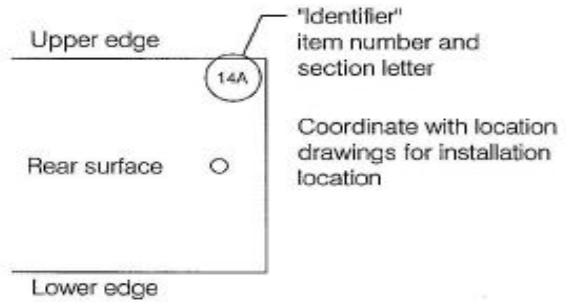 "Identifier"
item number and
section letter
Upper edge
14A
Coordinate with location
drawings for installation
location
Rear surface
Lower edge